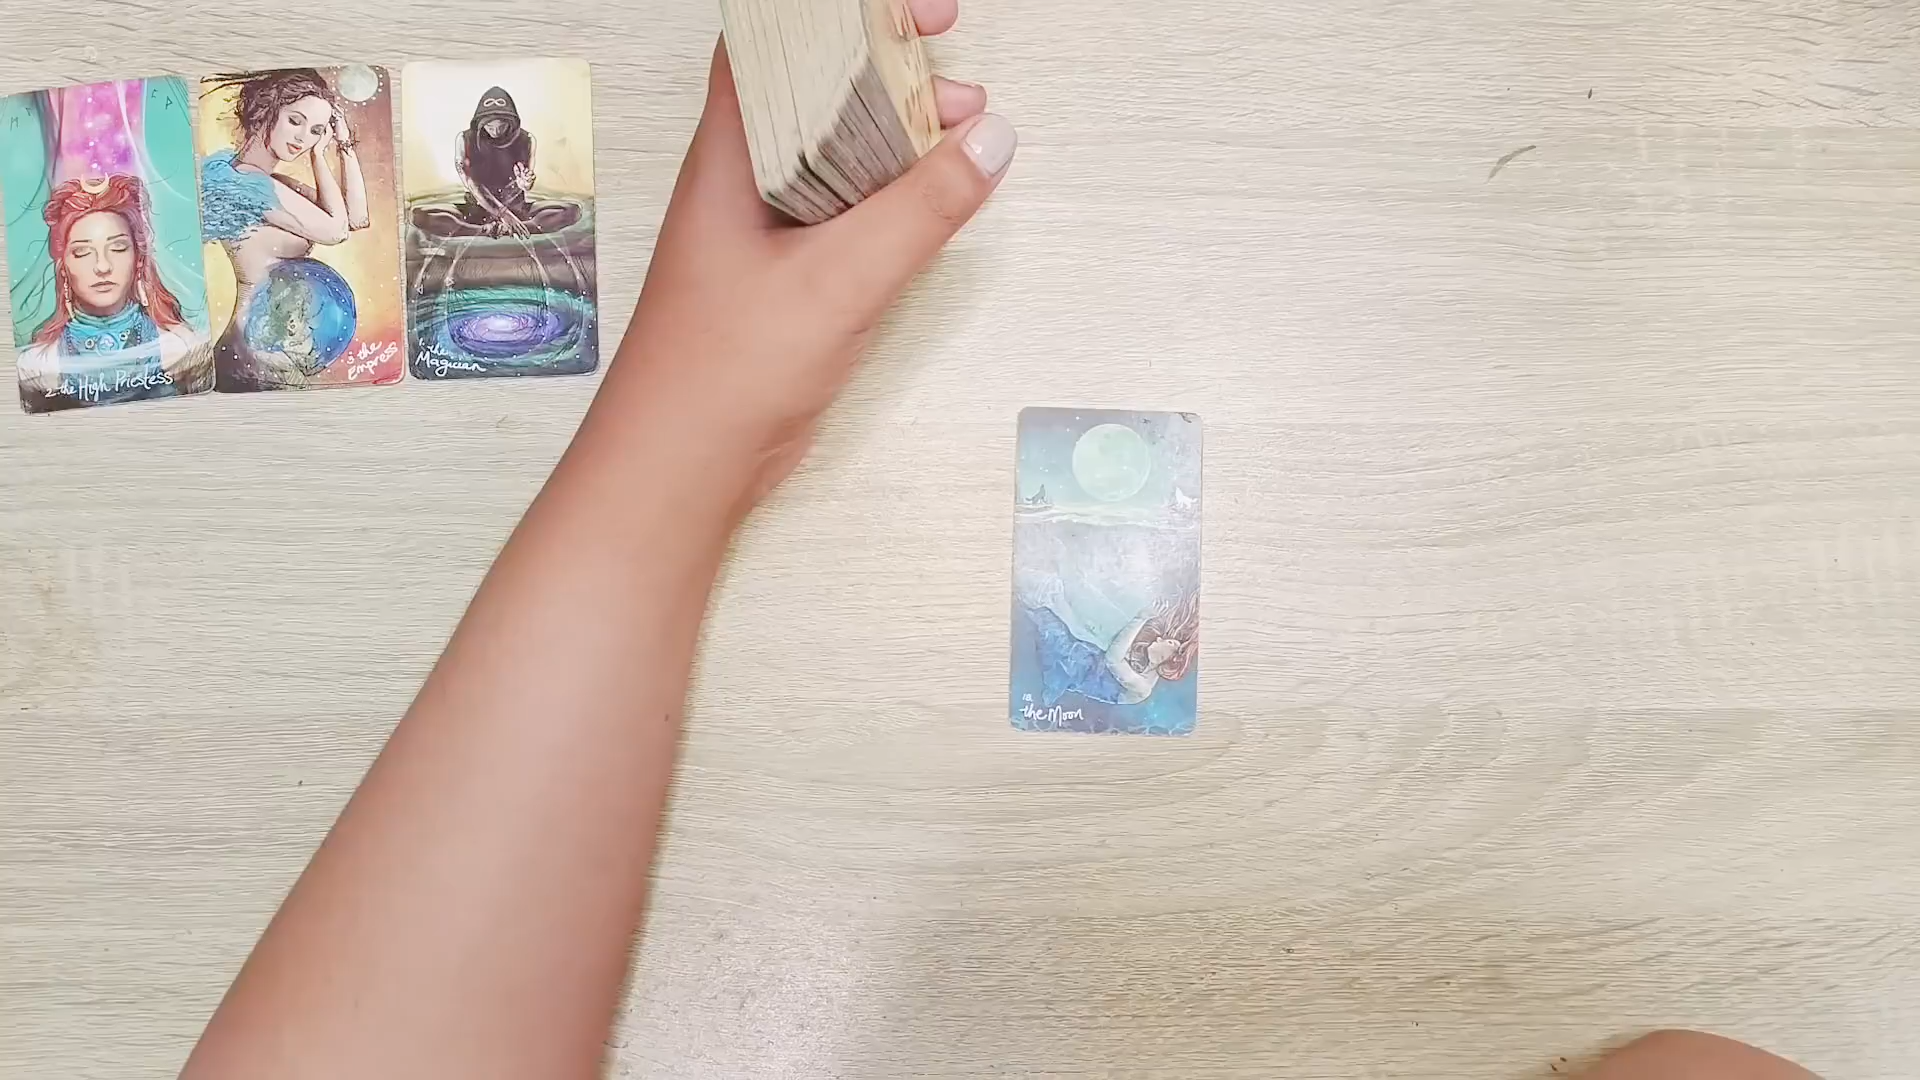 2. the High Priestess
3 the
Empress
1. the
Magician
18
the Moon